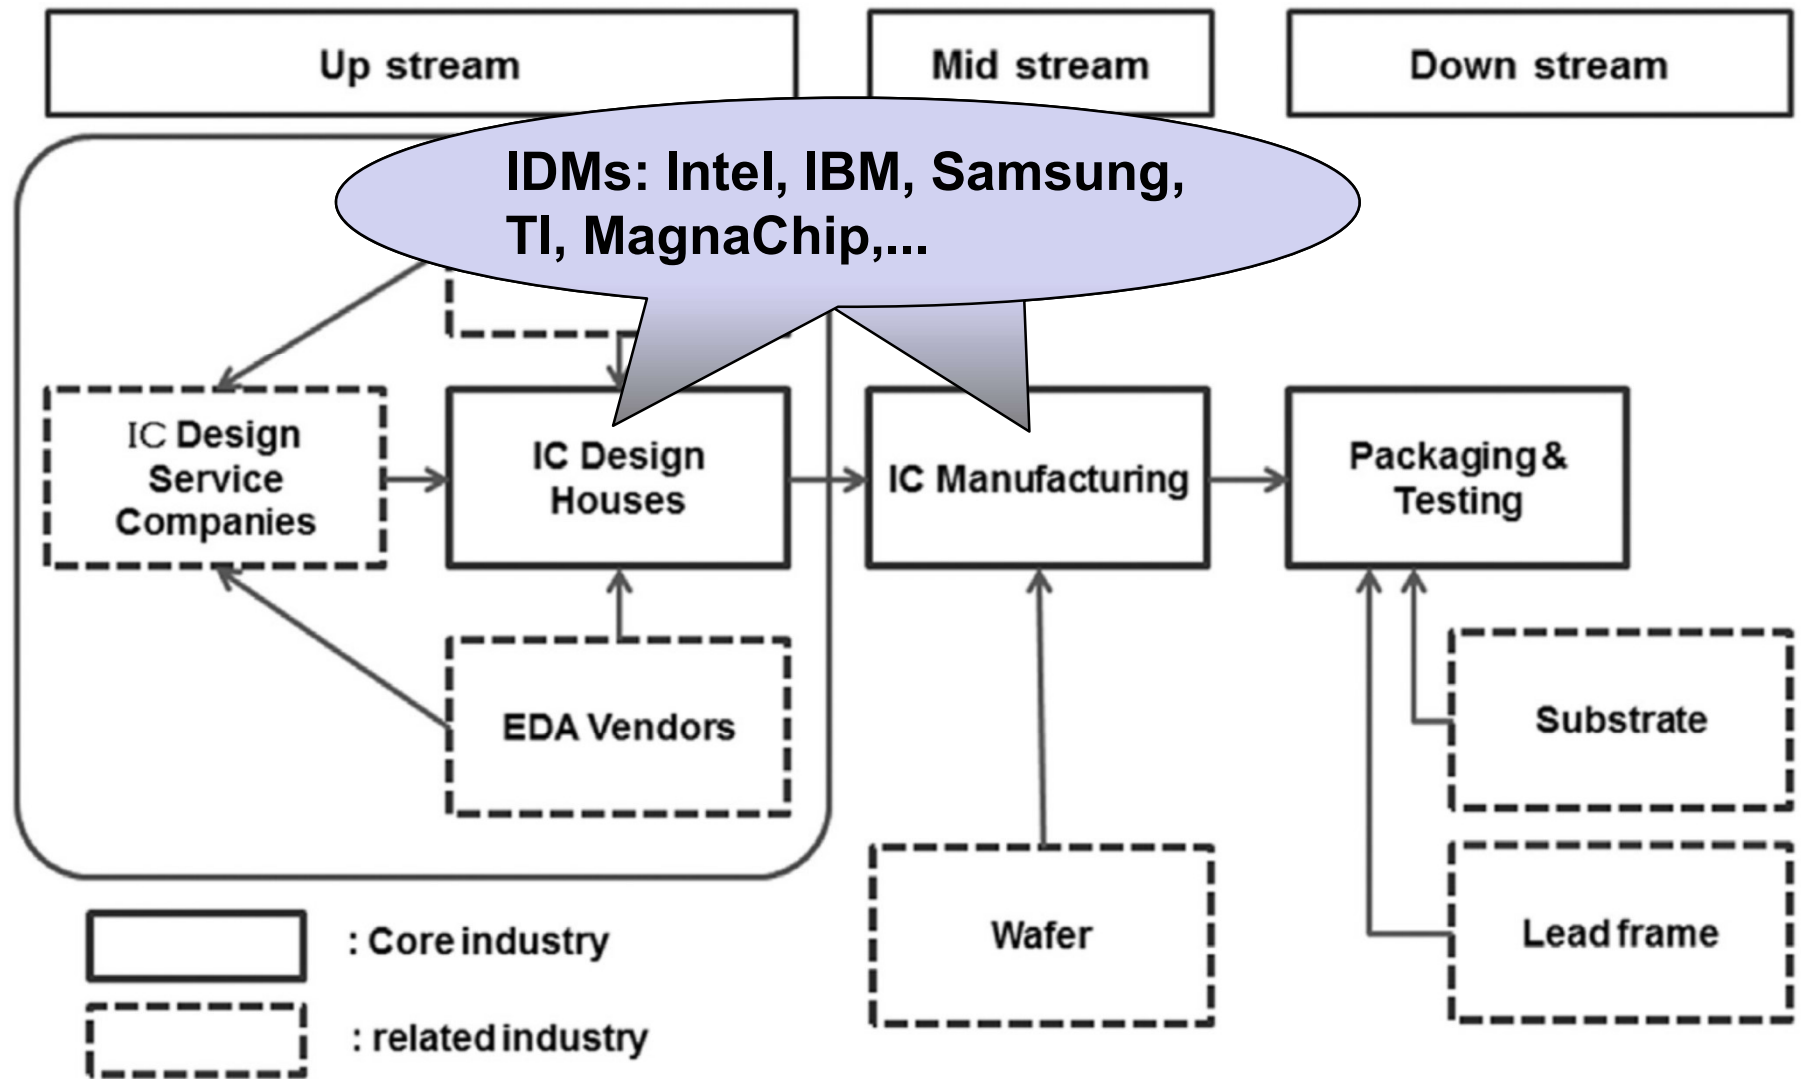 Up stream
Mid stream
Down stream
IDMs: Intel, IBM, Samsung,
TI, MagnaChip,...
IC Design
Service
Companies
IC Design
Houses
IC Manufacturing
Packaging &
Testing
EDA Vendors
Substrate
Wafer
Lead frame
: Core industry
: related industry